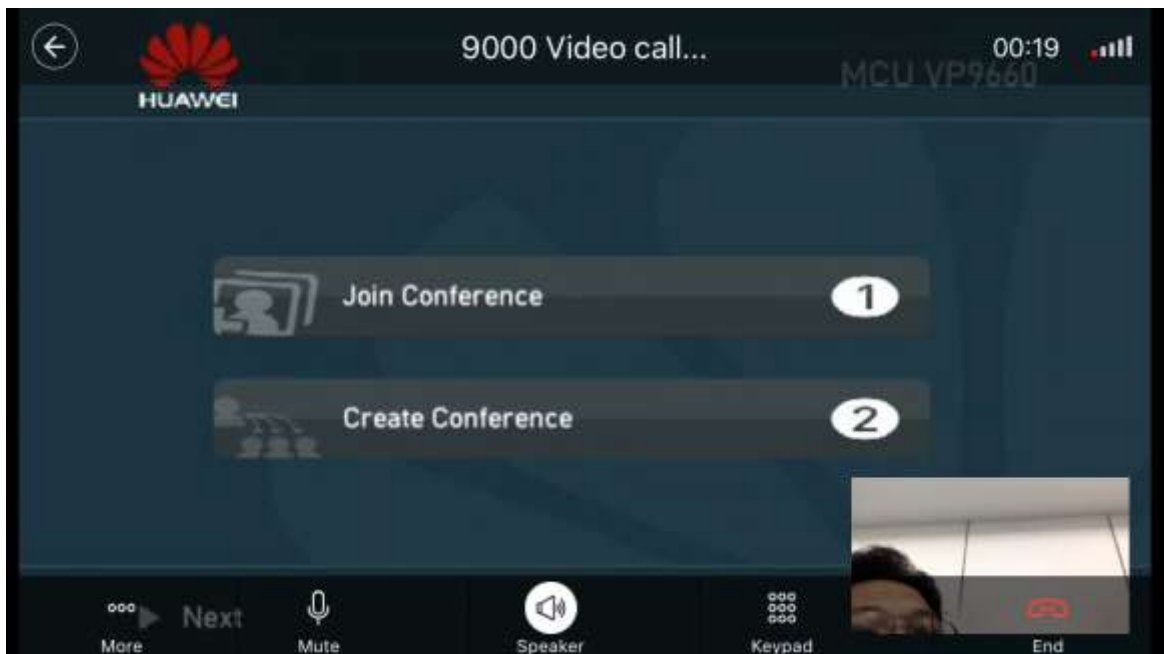 9000 Video call...
00:19
HUAWEI
MCU VP9660
Join Conference
1
Create Conference
2
Next
More
Mute
Speaker
Keypad
End